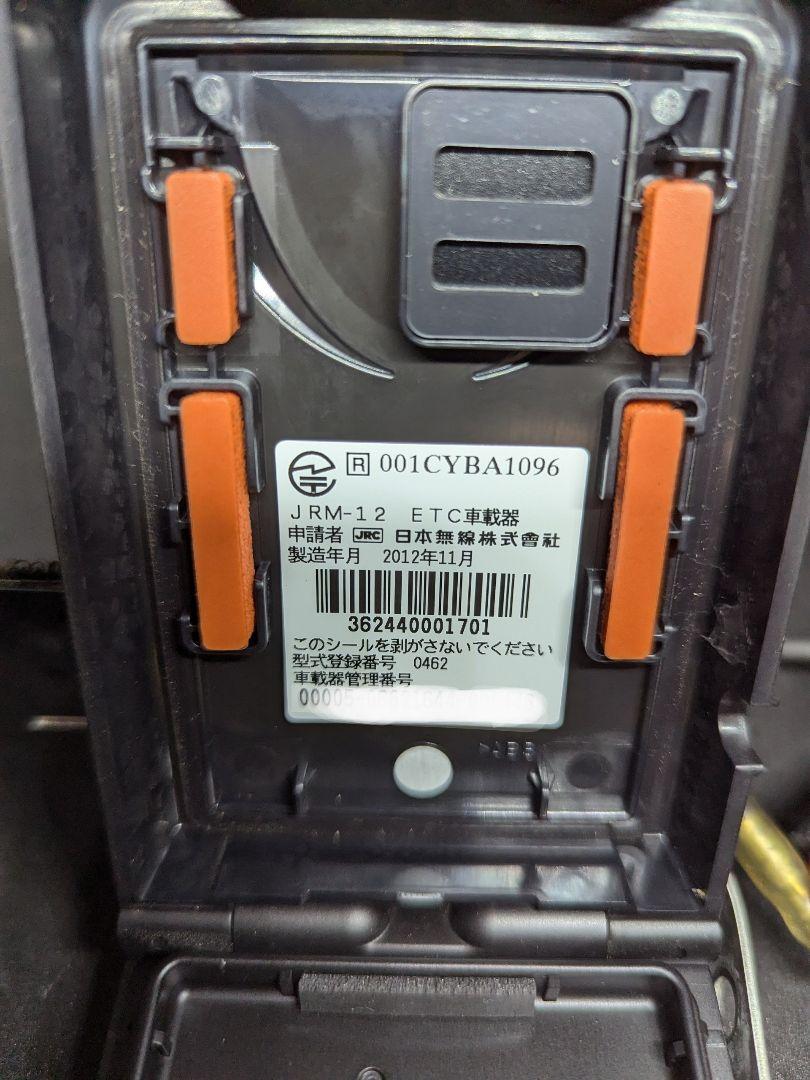 R 001CYBA1096
JRM-12 ETC車載器
申請者 JRC 日本無線株式會社
製造年月 2012年11月
362440001701
このシールを剥がさないでください
型式登録番号 0462
車載器管理番号
00005
>ABS